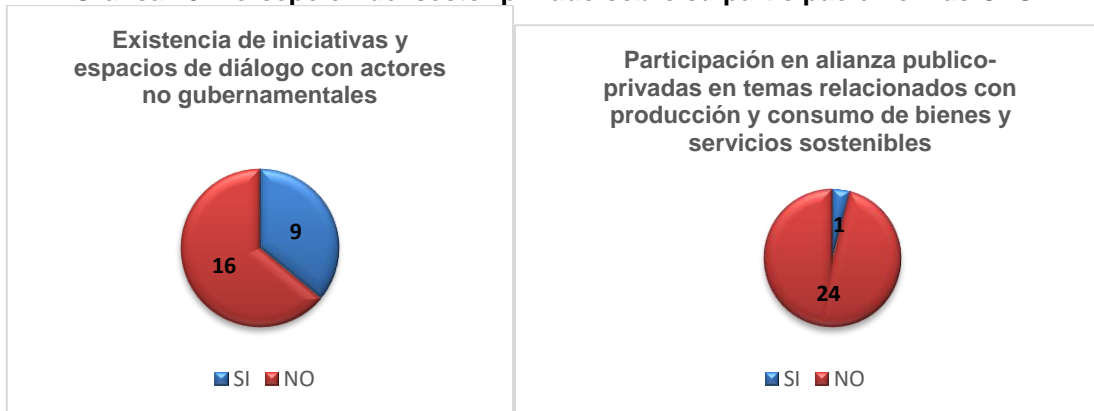 Existencia de iniciativas y
espacios de diálogo con actores
no gubernamentales
9
16
SI NO
Participación en alianza publico-
privadas en temas relacionados con
producción y consumo de bienes y
servicios sostenibles
1
24
SI NO